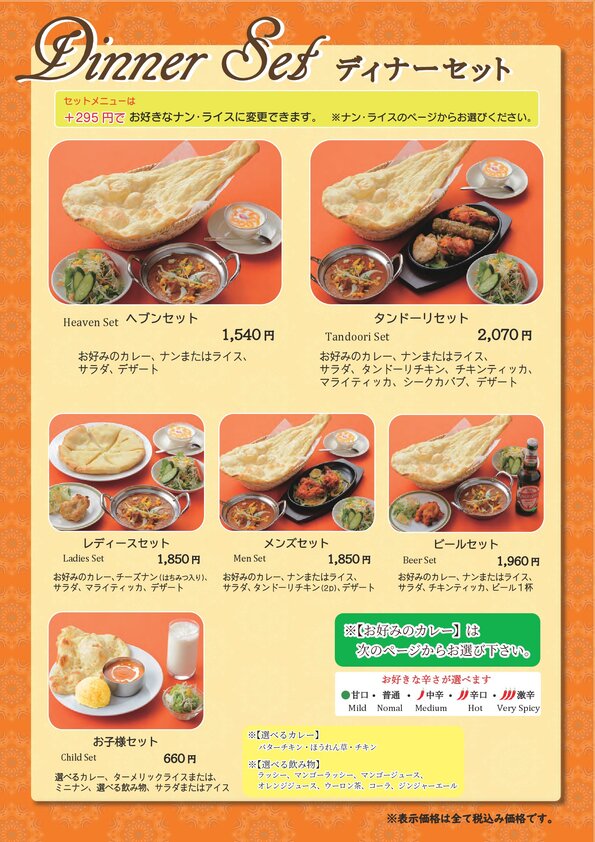 Dinner Set ディナーセット
セットメニューは
＋295円で お好きなナン・ライスに変更できます。 ※ナン・ライスのページからお選びください。
Heaven Set ヘブンセット
1,540円
お好みのカレー、ナンまたはライス、
サラダ、デザート
タンドーリセット
Tandoori Set 2,070円
お好みのカレー、ナンまたはライス、
サラダ、タンドーリチキン、チキンティッカ、
マライティッカ、シークカバブ、デザート
レディースセット
Ladies Set 1,850円
お好みのカレー、チーズナン(はちみつ入り)、
サラダ、マライティッカ、デザート
メンズセット
Men Set 1,850円
お好みのカレー、ナンまたはライス、
サラダ、タンドーリチキン(2p)、デザート
ビールセット
Beer Set 1,960円
お好みのカレー、ナンまたはライス、
サラダ、チキンティッカ、ビール1杯
お子様セット
Child Set 660円
選べるカレー、ターメリックライスまたは、
ミニナン、選べる飲み物、サラダまたはアイス
※【お好みのカレー】は
次のページからお選び下さい。
お好きな辛さが選べます
甘口・普通・中辛・辛口・激辛
Mild Nomal Medium Hot Very Spicy
※【選べるカレー】
バターチキン・ほうれん草・チキン
※【選べる飲み物】
ラッシー、マンゴーラッシー、マンゴージュース、
オレンジジュース、ウーロン茶、コーラ、ジンジャーエール
※表示価格は全て税込み価格です。